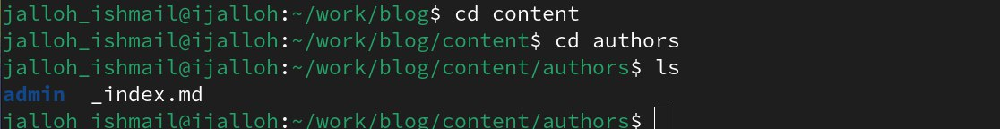 jalloh_ishmail@ijalloh:~/work/blog$ cd content
jalloh_ishmail@ijalloh:~/work/blog/content$ cd authors
jalloh_ishmail@ijalloh:~/work/blog/content/authors$ ls
admin  _index.md
jalloh_ishmail@ijalloh:~/work/blog/content/authors$